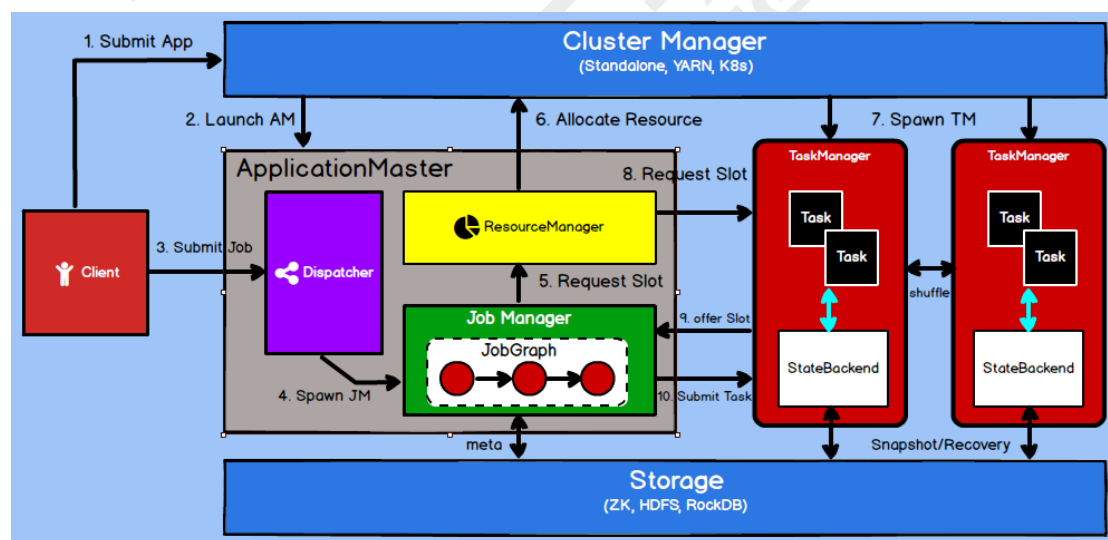 Cluster Manager
(Standalone, YARN, K8s)
1. Submit App
2. Launch AM
6. Allocate Resource
7. Spawn TM
ApplicationMaster
8. Request Slot
TaskManager
TaskManager
ResourceManager
Task
Task
Task
Task
3. Submit Job
Client
Dispatcher
5. Request Slot
shuffle
Job Manager
9. offer Slot
JobGraph
StateBackend
StateBackend
4. Spawn JM
10. Submit Task
meta
Snapshot/Recovery
Storage
(ZK, HDFS, RockDB)